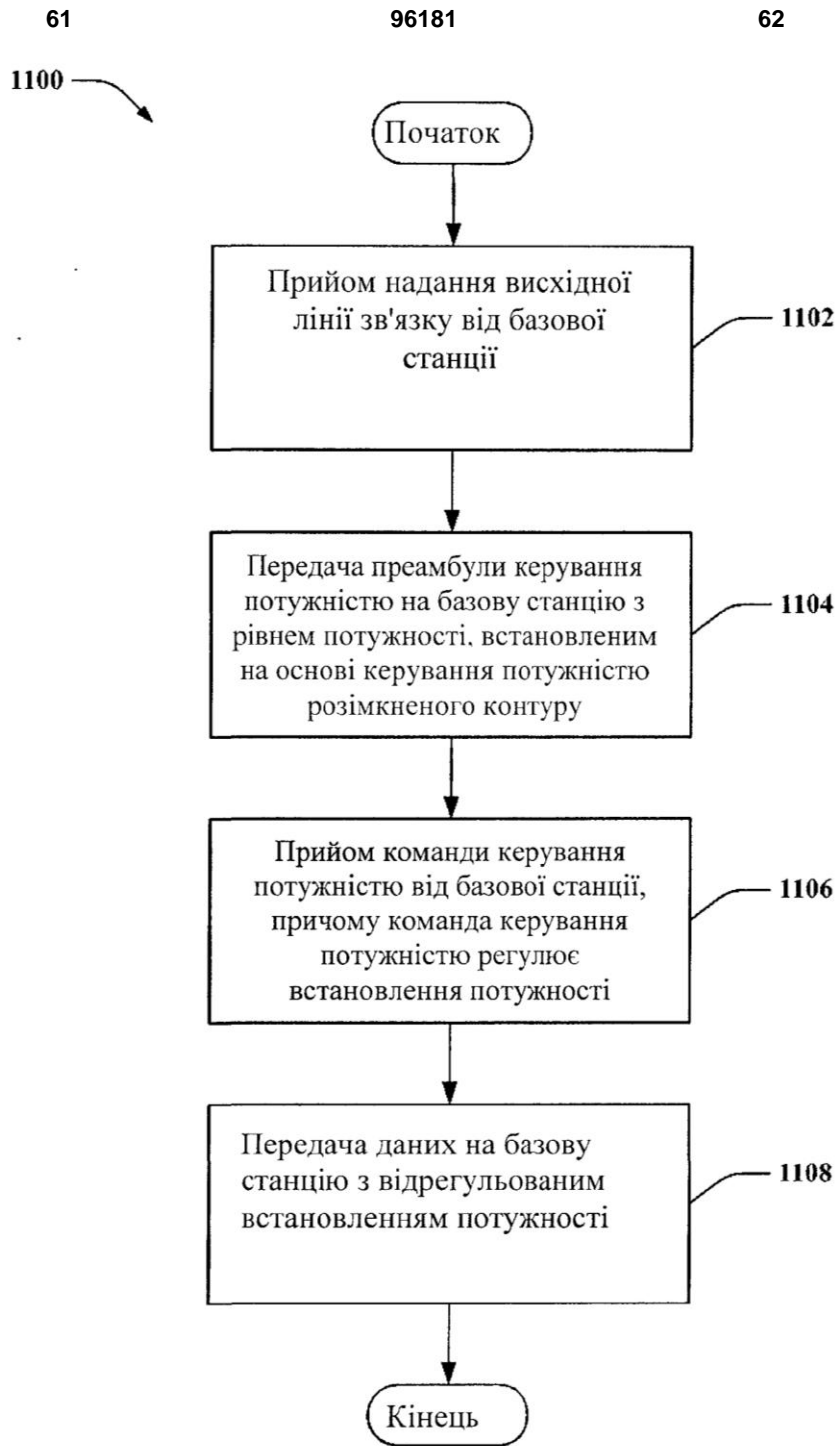 61 96181 62
1100
Початок
Прийом надання висхідної
лінії зв'язку від базової
станції
1102
Передача преамбули керування
потужністю на базову станцію з
рівнем потужності, встановленим
на основі керування потужністю
розімкненого контуру
1104
Прийом команди керування
потужністю від базової станції,
причому команда керування
потужністю регулює
встановлення потужності
1106
Передача даних на базову
станцію з відрегульованим
встановленням потужності
1108
Кінець